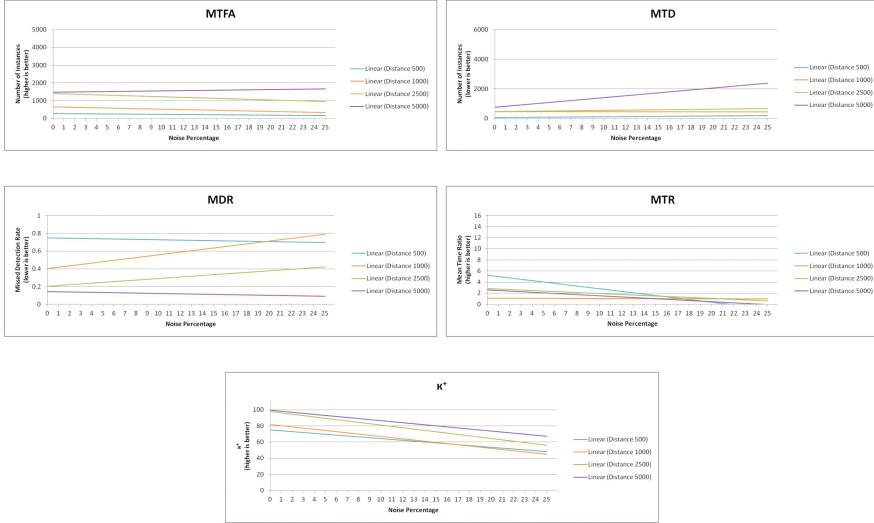 MTFA
Number of Instances
(higher is better)
5000
4000
3000
2000
1000
0
0 1 2 3 4 5 6 7 8 9 10 11 12 13 14 15 16 17 18 19 20 21 22 23 24 25
Noise Percentage
Linear (Distance 500)
Linear (Distance 1000)
Linear (Distance 2500)
Linear (Distance 5000)
MTD
Number of Instances
(lower is better)
6000
4000
2000
0
0 1 2 3 4 5 6 7 8 9 10 11 12 13 14 15 16 17 18 19 20 21 22 23 24 25
Noise Percentage
Linear (Distance 500)
Linear (Distance 1000)
Linear (Distance 2500)
Linear (Distance 5000)
MDR
Missed Detection Rate
(lower is better)
1
0.8
0.6
0.4
0.2
0
0 1 2 3 4 5 6 7 8 9 10 11 12 13 14 15 16 17 18 19 20 21 22 23 24 25
Noise Percentage
Linear (Distance 500)
Linear (Distance 1000)
Linear (Distance 2500)
Linear (Distance 5000)
MTR
Mean Time Ratio
(higher is better)
16
14
12
10
8
6
4
2
0
0 1 2 3 4 5 6 7 8 9 10 11 12 13 14 15 16 17 18 19 20 21 22 23 24 25
Noise Percentage
Linear (Distance 500)
Linear (Distance 1000)
Linear (Distance 2500)
Linear (Distance 5000)
κ⁺
κ⁺
(higher is better)
100
80
60
40
20
0
0 1 2 3 4 5 6 7 8 9 10 11 12 13 14 15 16 17 18 19 20 21 22 23 24 25
Noise Percentage
Linear (Distance 500)
Linear (Distance 1000)
Linear (Distance 2500)
Linear (Distance 5000)